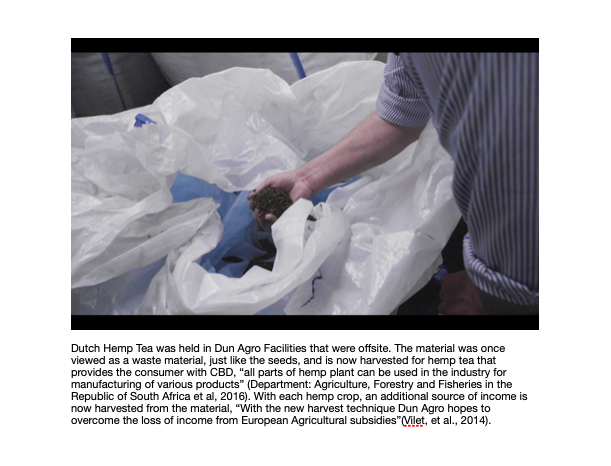 Dutch Hemp Tea was held in Dun Agro Facilities that were offsite. The material was once
viewed as a waste material, just like the seeds, and is now harvested for hemp tea that
provides the consumer with CBD, “all parts of hemp plant can be used in the industry for
manufacturing of various products” (Department: Agriculture, Forestry and Fisheries in the
Republic of South Africa et al, 2016). With each hemp crop, an additional source of income is
now harvested from the material, “With the new harvest technique Dun Agro hopes to
overcome the loss of income from European Agricultural subsidies”(Vilet, et al., 2014).